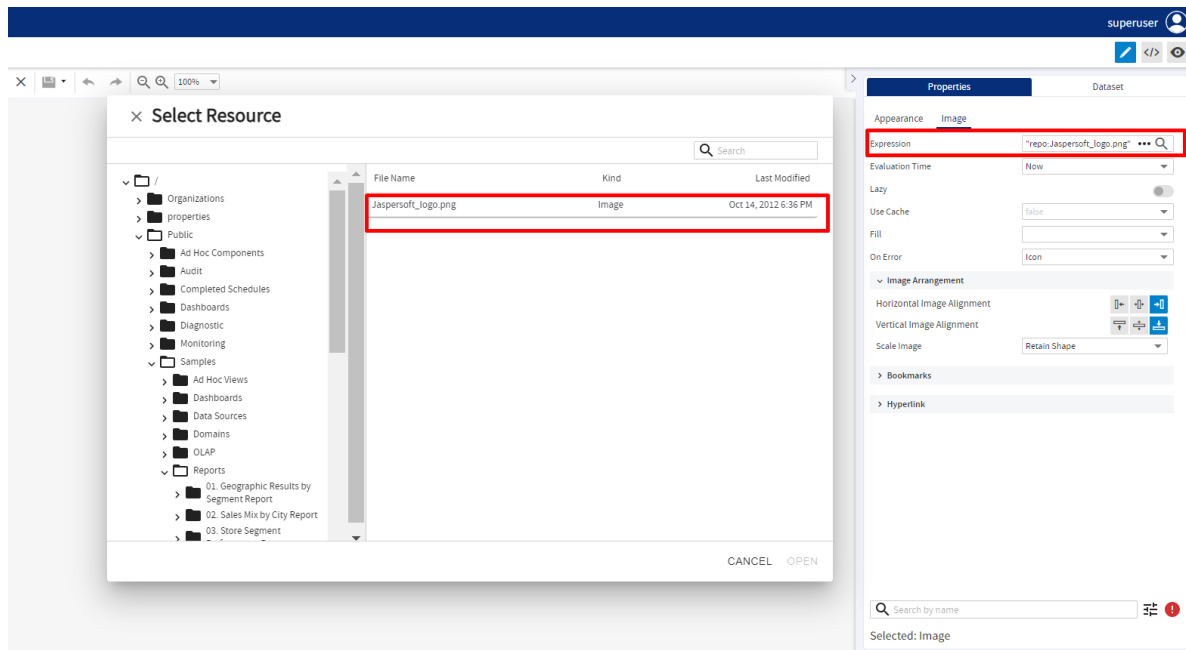 superuser
</>
100%
Select Resource
Search
/
Organizations
properties
Public
Ad Hoc Components
Audit
Completed Schedules
Dashboards
Diagnostic
Monitoring
Samples
Ad Hoc Views
Dashboards
Data Sources
Domains
OLAP
Reports
01. Geographic Results by
Segment Report
02. Sales Mix by City Report
03. Store Segment
File Name Kind Last Modified
Jaspersoft_logo.png Image Oct 14, 2012 6:36 PM
CANCEL OPEN
Properties Dataset
Appearance Image
Expression "repo:Jaspersoft_logo.png"
Evaluation Time Now
Lazy
Use Cache false
Fill
On Error Icon
Image Arrangement
Horizontal Image Alignment
Vertical Image Alignment
Scale Image Retain Shape
Bookmarks
Hyperlink
Search by name
Selected: Image